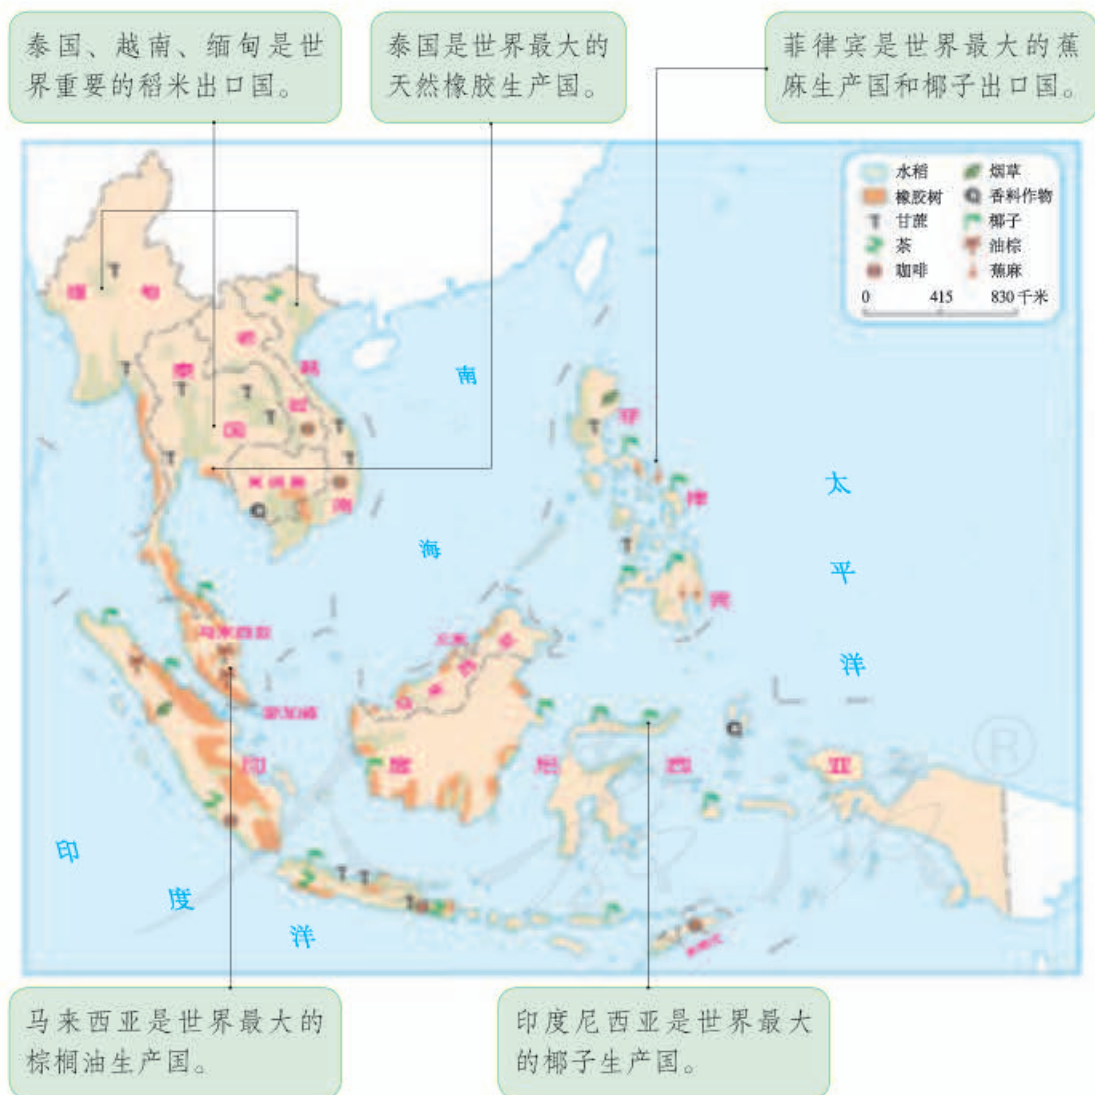 泰国、越南、缅甸是世
界重要的稻米出口国。
泰国是世界最大的
天然橡胶生产国。
菲律宾是世界最大的蕉
麻生产国和椰子出口国。
水稻
烟草
橡胶树
香料作物
甘蔗
椰子
茶
油棕
咖啡
蕉麻
0 415 830 千米
缅 甸
老
泰
越
国
柬埔寨
南
南
海
菲
律
宾
太
平
洋
马来西亚
新加坡
印
度
尼
西
亚
印
度
洋
马来西亚是世界最大的
棕榈油生产国。
印度尼西亚是世界最大
的椰子生产国。